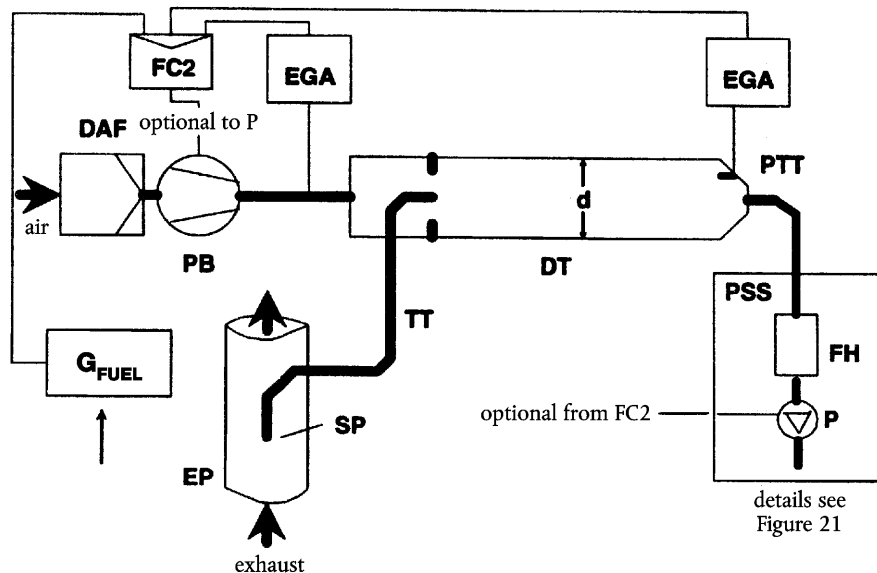 FC2
EGA
EGA
optional to P
DAF
PTT
air
d
PB
DT
PSS
TT
G FUEL
FH
optional from FC2
P
SP
EP
details see
Figure 21
exhaust